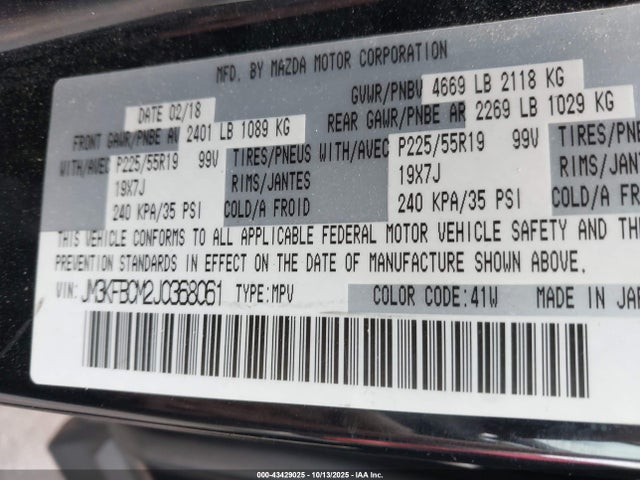 MFD. BY MAZDA MOTOR CORPORATION
DATE 02/18 GVWR/PNBV 4669 LB 2118 KG
FRONT GAWR/PNBE AV 2401 LB 1089 KG REAR GAWR/PNBE AR 2269 LB 1029 KG
WITH/AVEC P225/55R19 99V TIRES/PNEUS WITH/AVEC P225/55R19 99V TIRES/PNEUS
19X7J RIMS/JANTES 19X7J RIMS/JANTES
240 KPA/35 PSI COLD/A FROID 240 KPA/35 PSI COLD/A FROID
THIS VEHICLE CONFORMS TO ALL APPLICABLE FEDERAL MOTOR VEHICLE SAFETY AND THE
PREVENTION STANDARDS IN EFFECT ON THE DATE OF MANUFACTURE SHOWN ABOVE.
VIN: JM3KFBCM2J0368061 TYPE:MPV COLOR CODE:41W MADE IN JAP
000-43429025 - 10/13/2025 - IAA Inc.